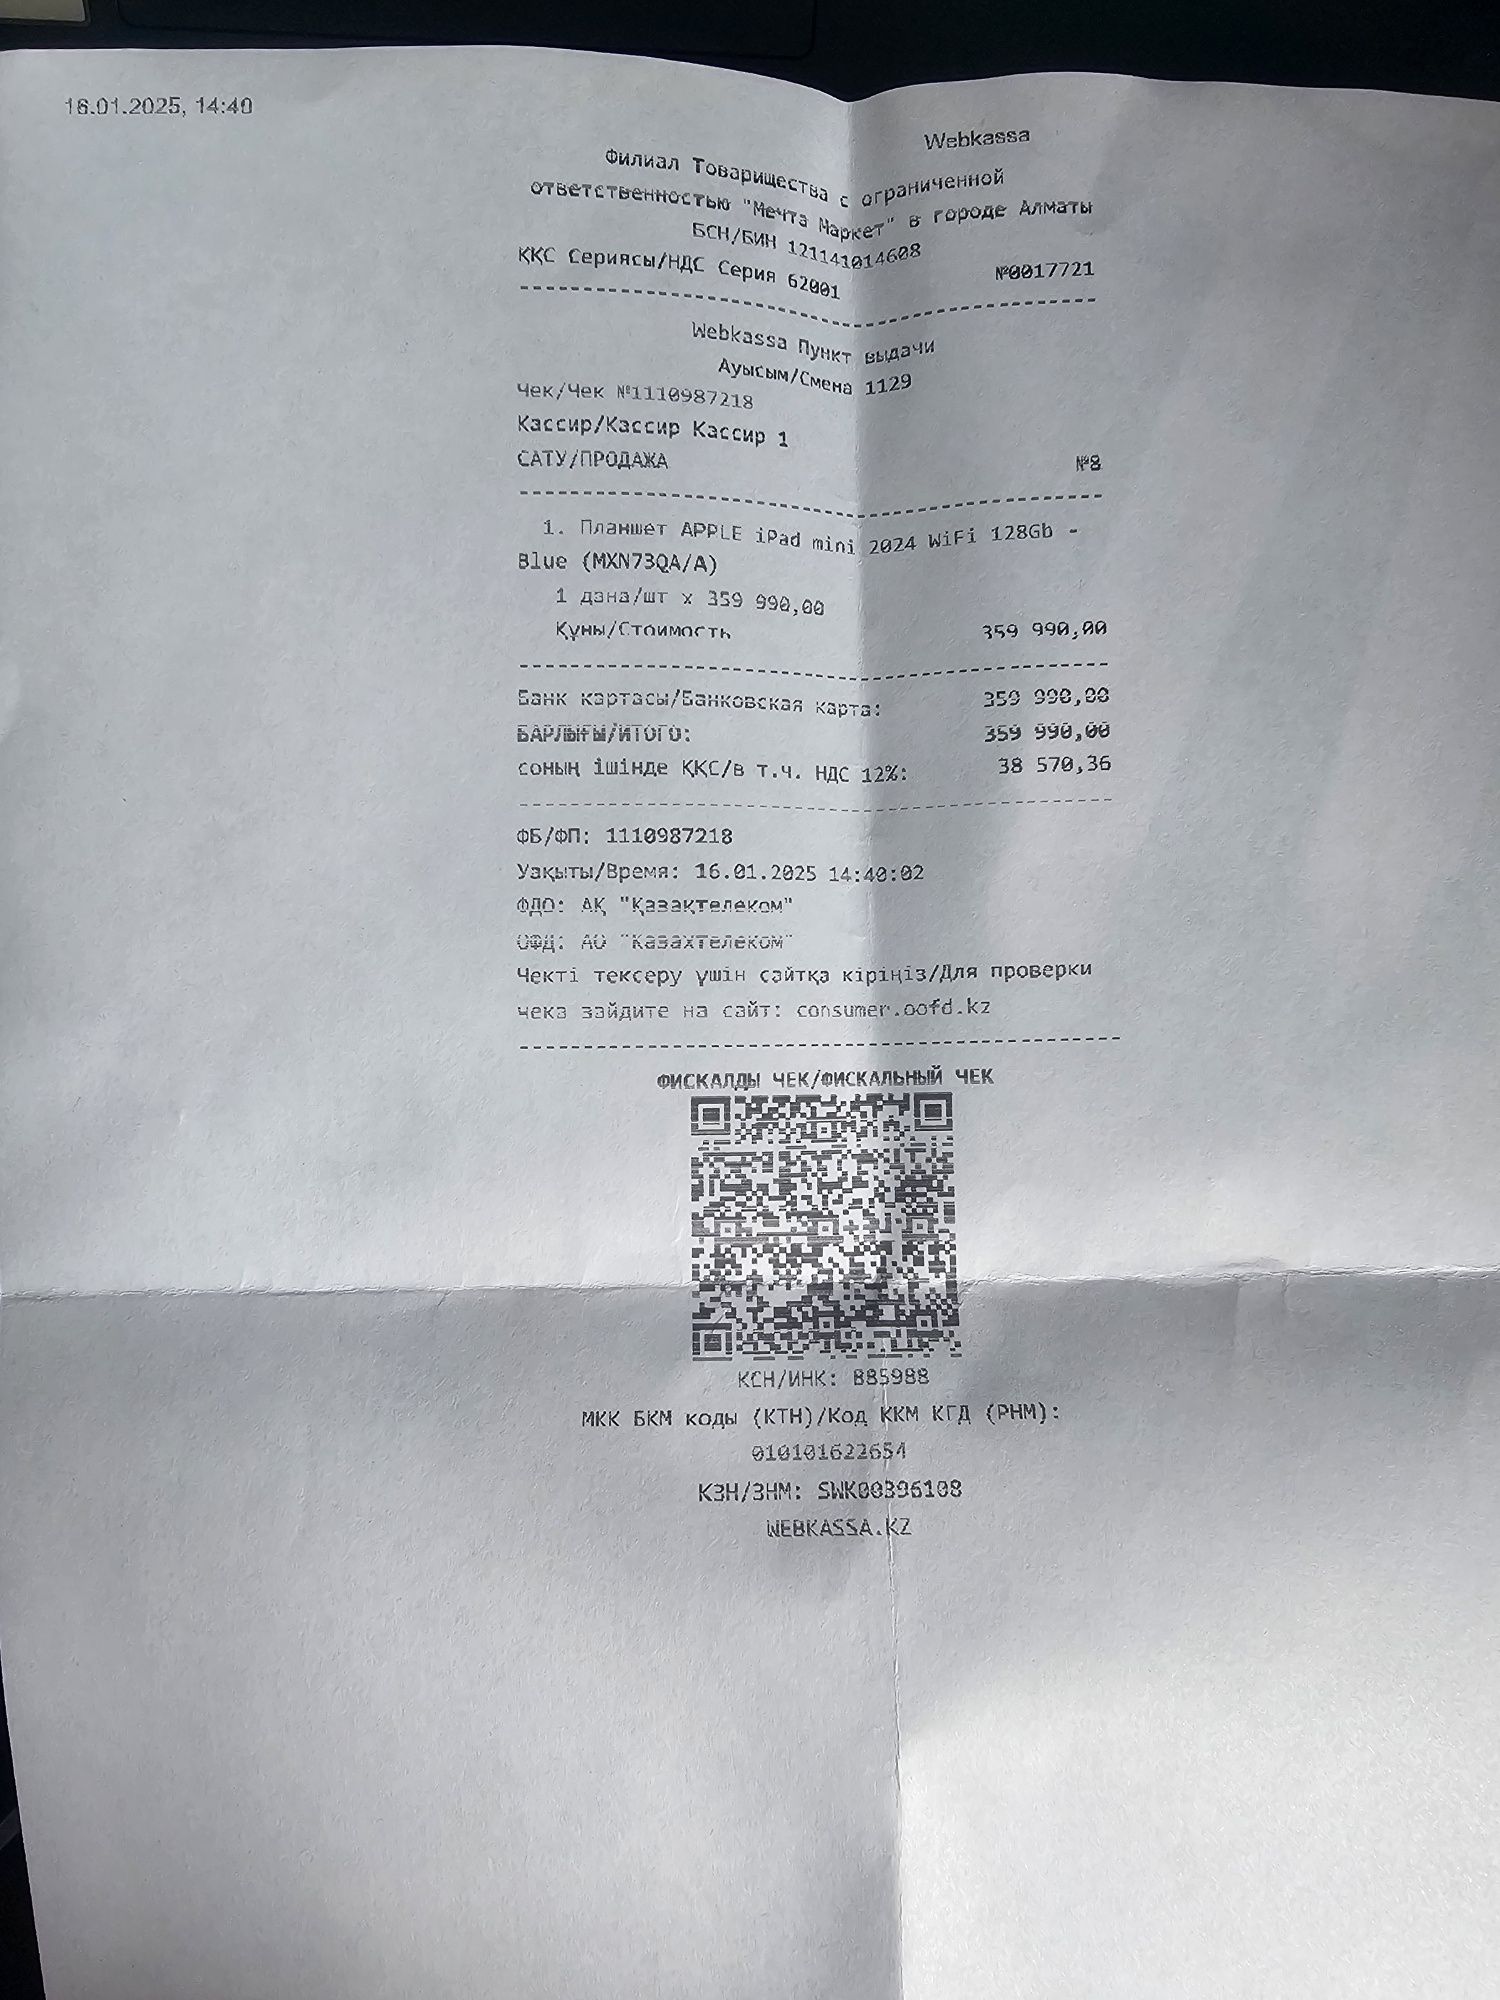 16.01.2025, 14:40
Webkassa
Филиал Товарищества с ограниченной
ответственностью "Мечта Маркет" в городе Алматы
БСН/БИН 121141014608
ҚҚС Сериясы/НДС Серия 62001 №0017721
Webkassa Пункт выдачи
Ауысым/Смена 1129
Чек/Чек №1110987218
Кассир/Кассир Кассир 1
САТУ/ПРОДАЖА №8
1. Планшет APPLE iPad mini 2024 WiFi 128Gb -
Blue (MXN73QA/A)
1 дана/шт x 359 990,00
Құны/Стоимость 359 990,00
Банк картасы/Банковская карта: 359 990,00
БАРЛЫҒЫ/ИТОГО: 359 990,00
соның ішінде ҚҚС/в т.ч. НДС 12%: 38 570,36
ФБ/ФП: 1110987218
Уақыты/Время: 16.01.2025 14:40:02
ФДО: АҚ "Қазақтелеком"
ОФД: АО "Казахтелеком"
Чекті тексеру үшін сайтқа кіріңіз/Для проверки
чека зайдите на сайт: consumer.oofd.kz
ФИСКАЛДЫ ЧЕК/ФИСКАЛЬНЫЙ ЧЕК
КСН/ИНК: 885988
МКК БКМ коды (КТН)/Код ККМ КГД (РНМ):
010101622654
КЗН/ЗНМ: SWK00396108
WEBKASSA.KZ